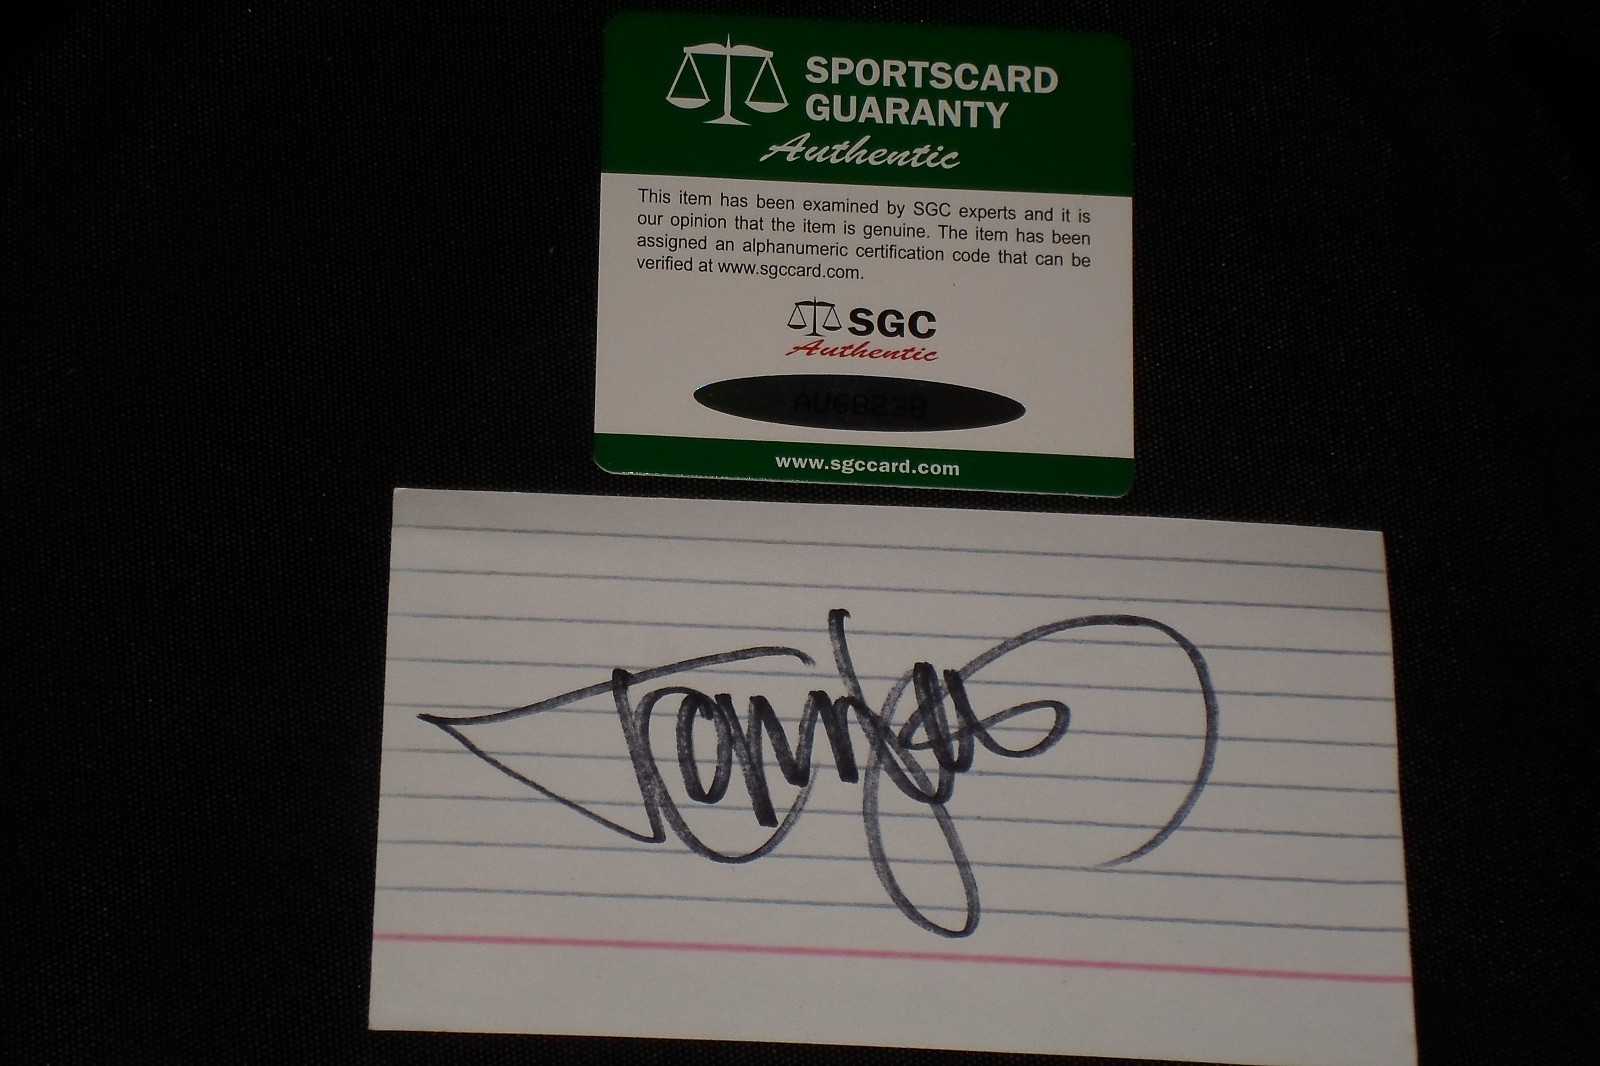 SPORTSCARD
GUARANTY
Authentic
This item has been examined by SGC experts and it is
our opinion that the item is genuine. The item has been
assigned an alphanumeric certification code that can be
verified at www.sgccard.com.
SGC
Authentic
www.sgccard.com